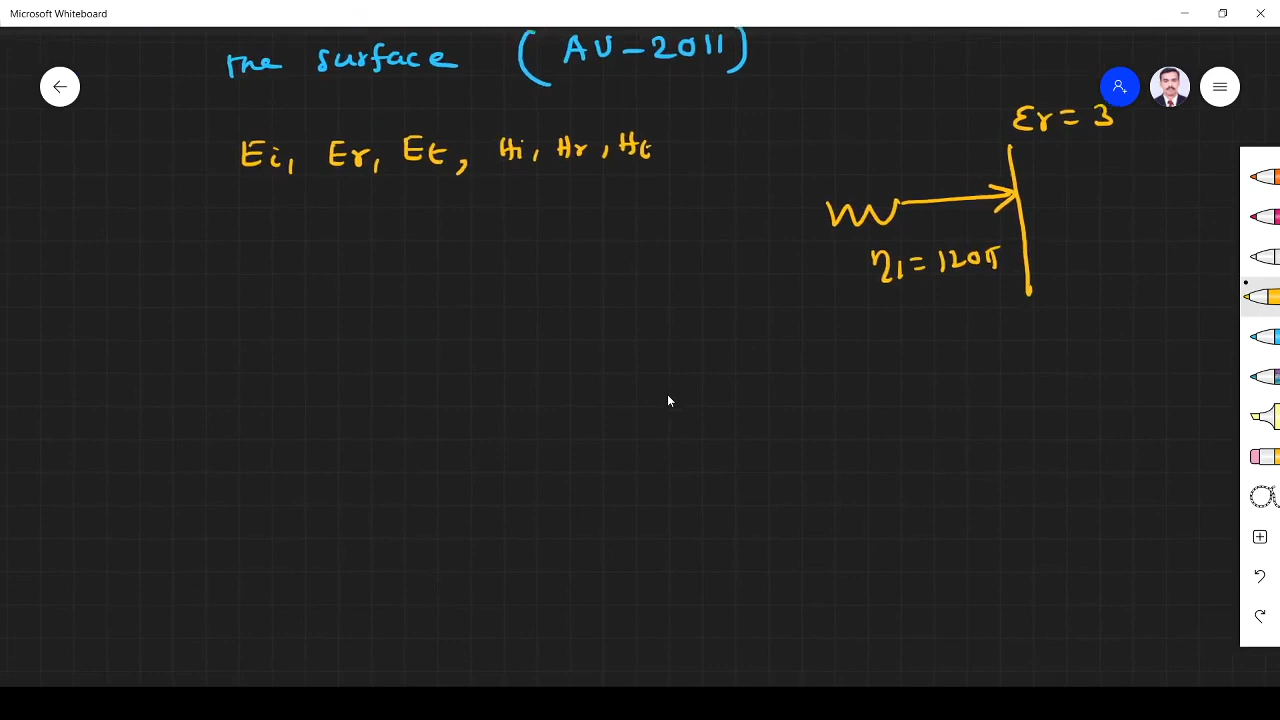 Microsoft Whiteboard
the surface (AU-2011)
εr = 3
Ei, Er, Et, Hi, Hr, Ht
η1 = 120π